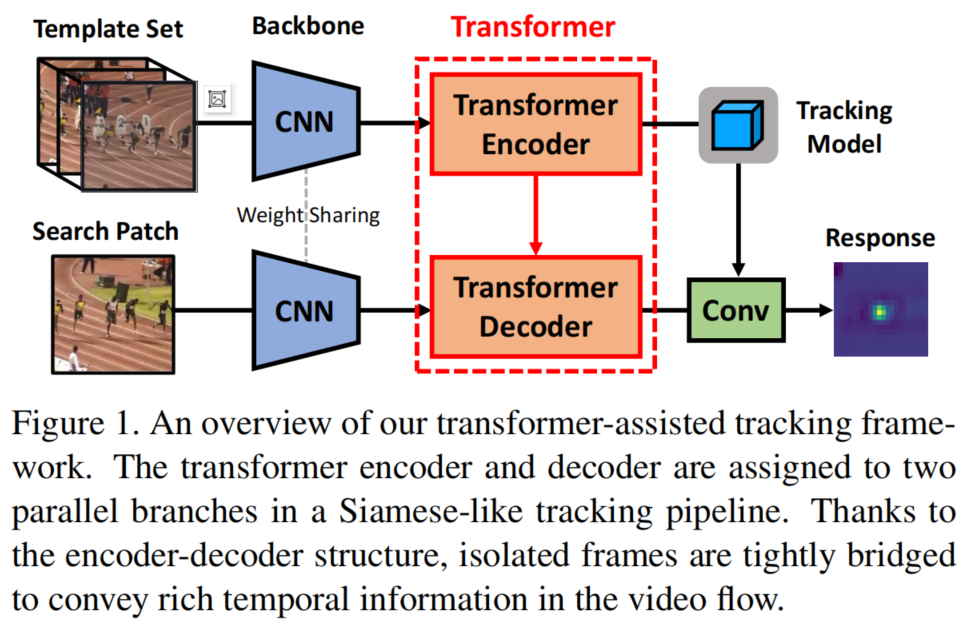 Template Set
Backbone
Transformer
CNN
Transformer
Encoder
Tracking
Model
Weight Sharing
Search Patch
CNN
Transformer
Decoder
Conv
Response
Figure 1. An overview of our transformer-assisted tracking frame-
work. The transformer encoder and decoder are assigned to two
parallel branches in a Siamese-like tracking pipeline. Thanks to
the encoder-decoder structure, isolated frames are tightly bridged
to convey rich temporal information in the video flow.